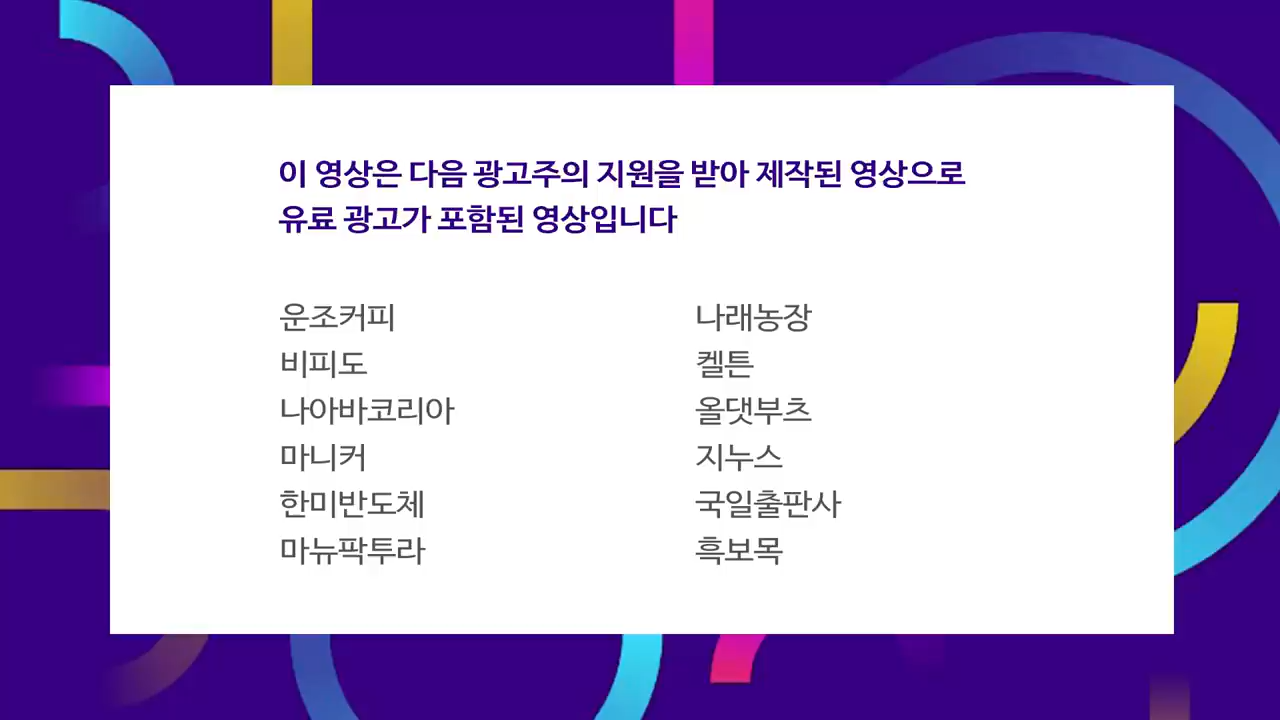 이 영상은 다음 광고주의 지원을 받아 제작된 영상으로
유료 광고가 포함된 영상입니다
운조커피
비피도
나아바코리아
마니커
한미반도체
마뉴팍투라
나래농장
켈튼
올댓부츠
지누스
국일출판사
흑보목